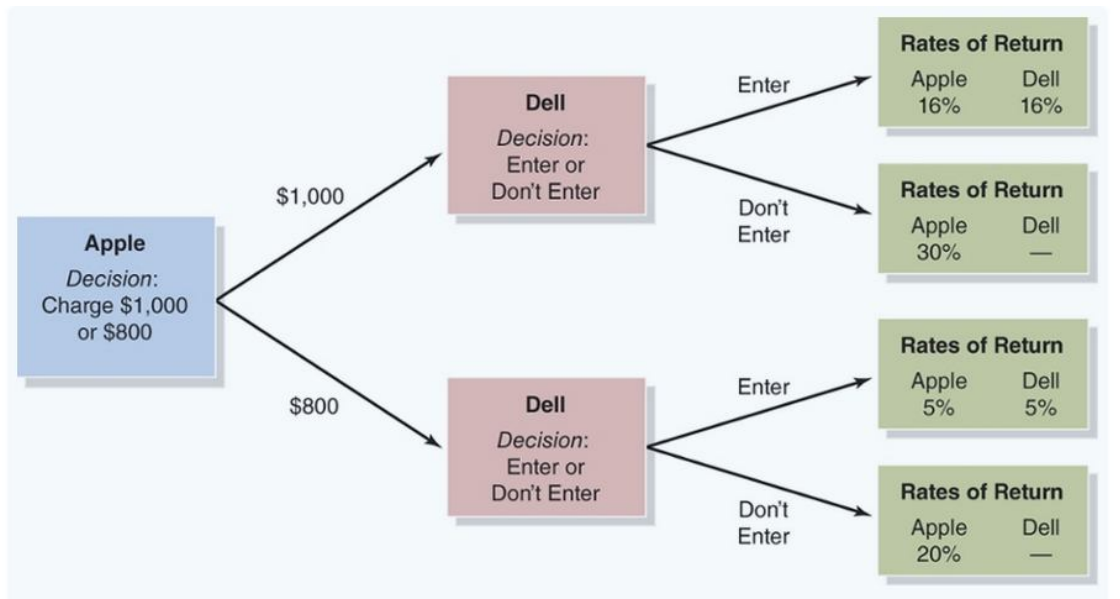 Apple
Decision:
Charge $1,000
or $800
$1,000
$800
Dell
Decision:
Enter or
Don't Enter
Enter
Don't
Enter
Rates of Return
Apple Dell
16% 16%
Rates of Return
Apple Dell
30% —
Dell
Decision:
Enter or
Don't Enter
Enter
Don't
Enter
Rates of Return
Apple Dell
5% 5%
Rates of Return
Apple Dell
20% —